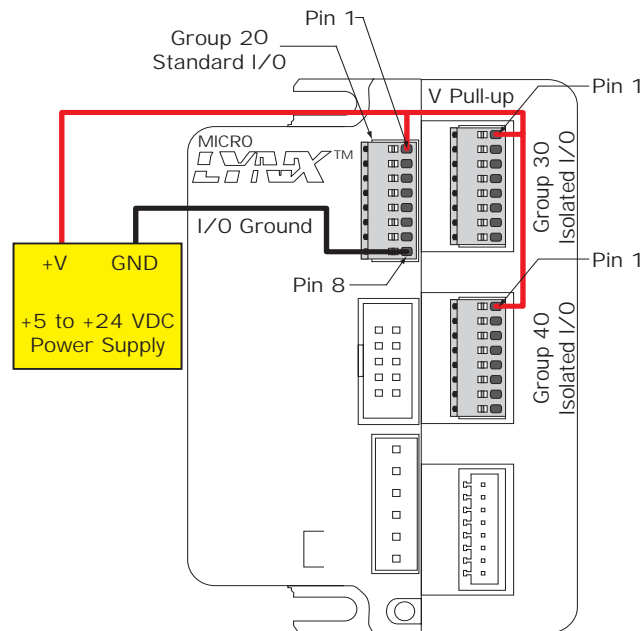 Pin 1
Group 20
Standard I/O
V Pull-up
Pin 1
MICRO
LYNX™
Group 30
Isolated I/O
I/O Ground
+V GND
+5 to +24 VDC
Power Supply
Pin 8
Pin 1
Group 40
Isolated I/O